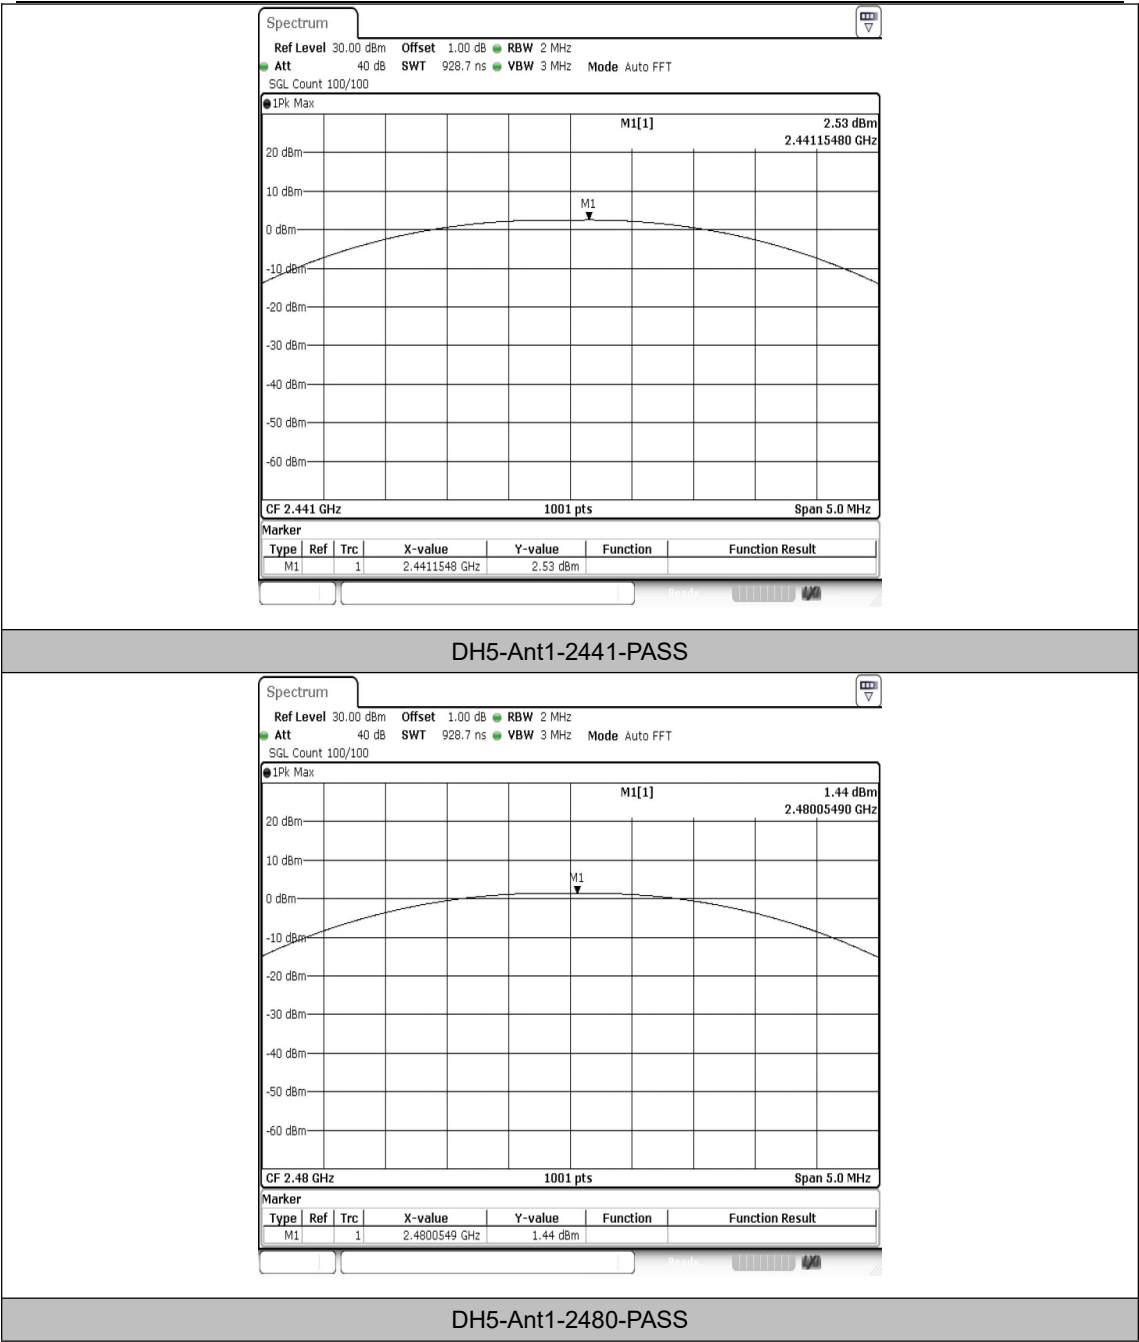 Spectrum
Ref Level 30.00 dBm Offset 1.00 dB RBW 2 MHz
Att 40 dB SWT 928.7 ns VBW 3 MHz Mode Auto FFT
SGL Count 100/100
1Pk Max
M1[1] 2.53 dBm
2.44115480 GHz
20 dBm
10 dBm
M1
0 dBm
-10 dBm
-20 dBm
-30 dBm
-40 dBm
-50 dBm
-60 dBm
CF 2.441 GHz 1001 pts Span 5.0 MHz
Marker
Type Ref Trc X-value Y-value Function Function Result
M1 1 2.4411548 GHz 2.53 dBm
Ready
DH5-Ant1-2441-PASS
Spectrum
Ref Level 30.00 dBm Offset 1.00 dB RBW 2 MHz
Att 40 dB SWT 928.7 ns VBW 3 MHz Mode Auto FFT
SGL Count 100/100
1Pk Max
M1[1] 1.44 dBm
2.48005490 GHz
20 dBm
10 dBm
M1
0 dBm
-10 dBm
-20 dBm
-30 dBm
-40 dBm
-50 dBm
-60 dBm
CF 2.48 GHz 1001 pts Span 5.0 MHz
Marker
Type Ref Trc X-value Y-value Function Function Result
M1 1 2.4800549 GHz 1.44 dBm
Ready
DH5-Ant1-2480-PASS